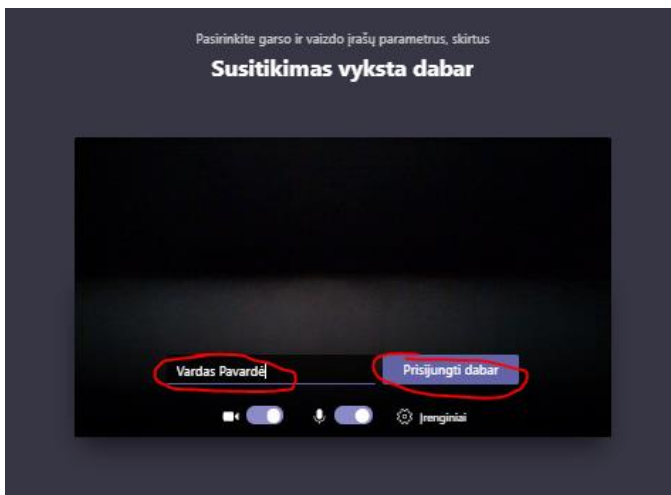 Pasirinkite garso ir vaizdo įrašų parametrus, skirtus
Susitikimas vyksta dabar
Vardas Pavardė
Prisijungti dabar
Įrenginiai